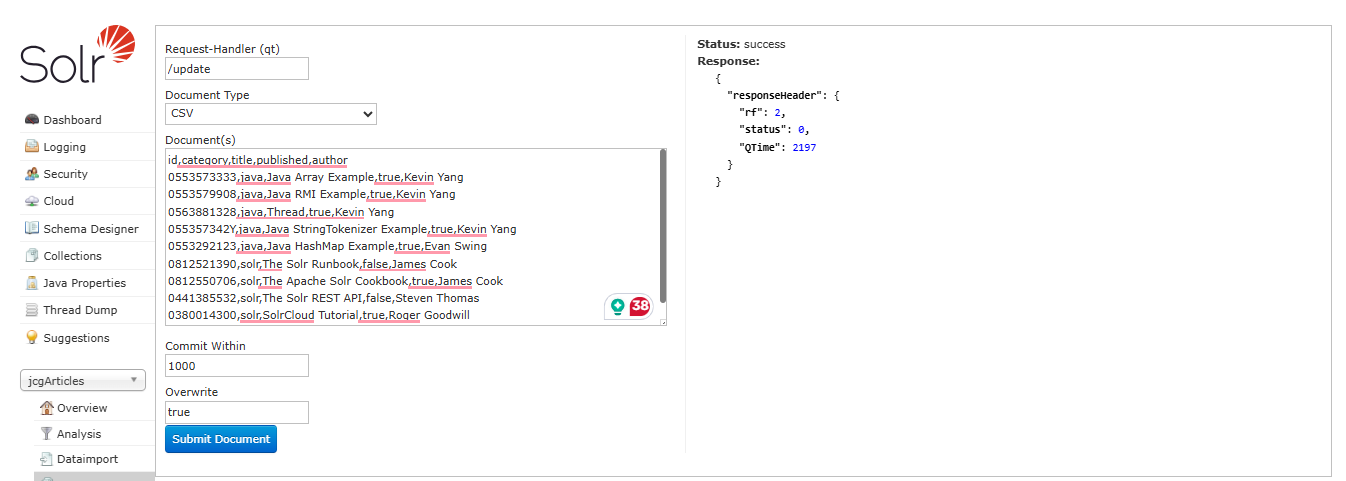 Solr
Dashboard
Logging
Security
Cloud
Schema Designer
Collections
Java Properties
Thread Dump
Suggestions
jcgArticles
Overview
Analysis
Dataimport
Request-Handler (qt)
/update
Document Type
CSV
Document(s)
id,category,title,published,author
0553573333,java,Java Array Example,true,Kevin Yang
0553579908,java,Java RMI Example,true,Kevin Yang
0563881328,java,Thread,true,Kevin Yang
055357342Y,java,Java StringTokenizer Example,true,Kevin Yang
0553292123,java,Java HashMap Example,true,Evan Swing
0812521390,solr,The Solr Runbook,false,James Cook
0812550706,solr,The Apache Solr Cookbook,true,James Cook
0441385532,solr,The Solr REST API,false,Steven Thomas
0380014300,solr,SolrCloud Tutorial,true,Roger Goodwill
38
Commit Within
1000
Overwrite
true
Submit Document
Status: success
Response:
{
"responseHeader": {
"rf": 2,
"status": 0,
"QTime": 2197
}
}